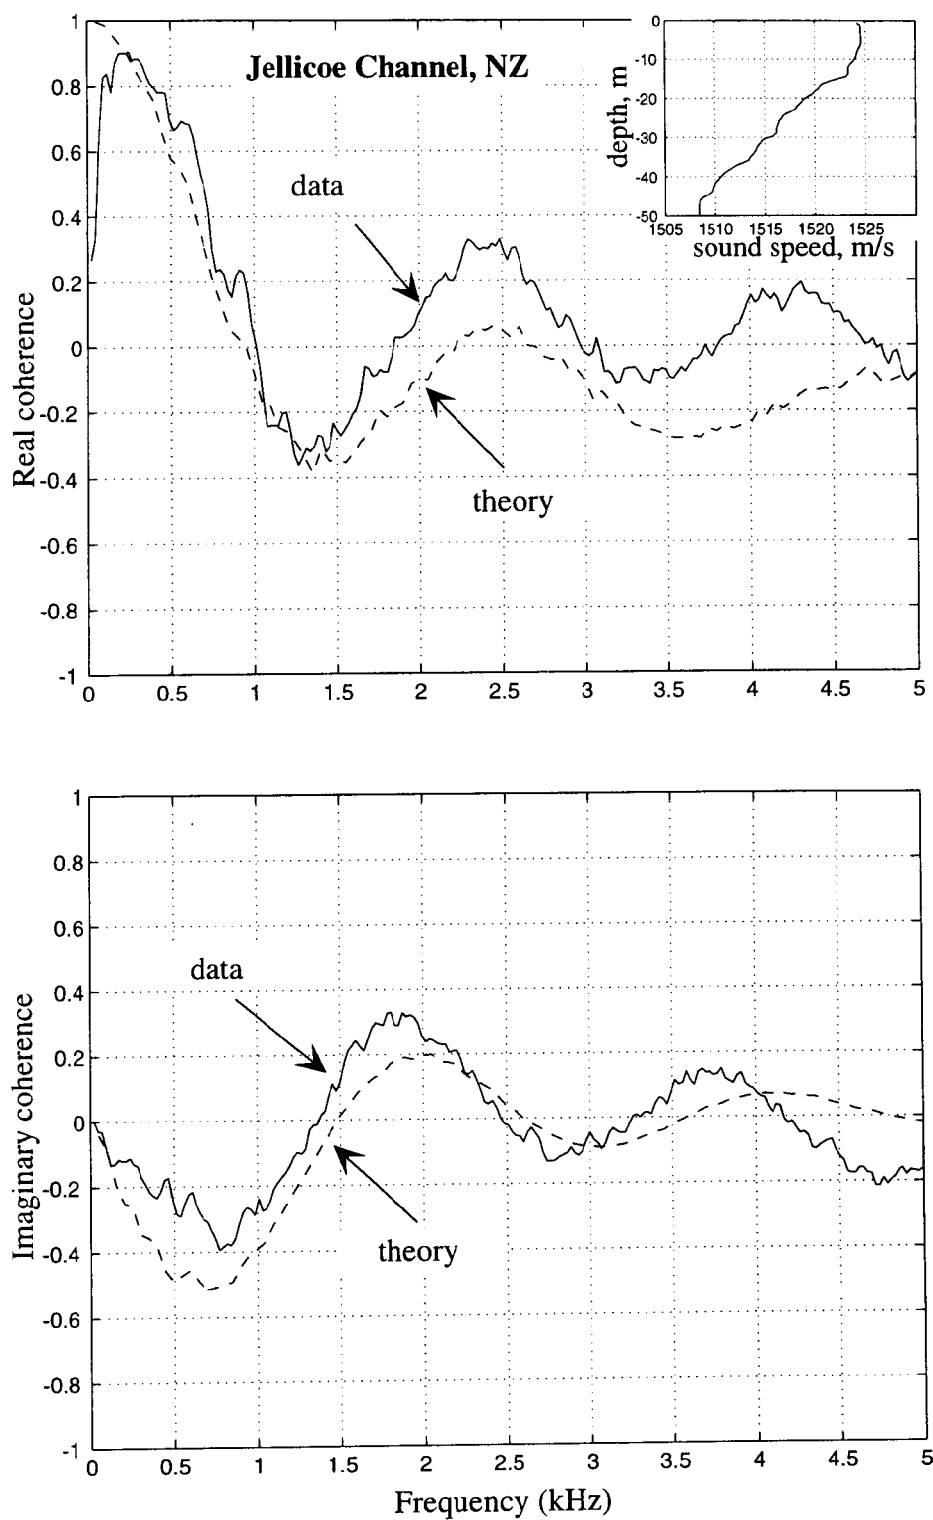 Jellicoe Channel, NZ
data
theory
Real coherence
1
0.8
0.6
0.4
0.2
0
-0.2
-0.4
-0.6
-0.8
-1
0 0.5 1 1.5 2 2.5 3 3.5 4 4.5 5
depth, m
0
-10
-20
-30
-40
-50
1505 1510 1515 1520 1525
sound speed, m/s
Imaginary coherence
1
0.8
0.6
0.4
0.2
0
-0.2
-0.4
-0.6
-0.8
-1
data
theory
0 0.5 1 1.5 2 2.5 3 3.5 4 4.5 5
Frequency (kHz)